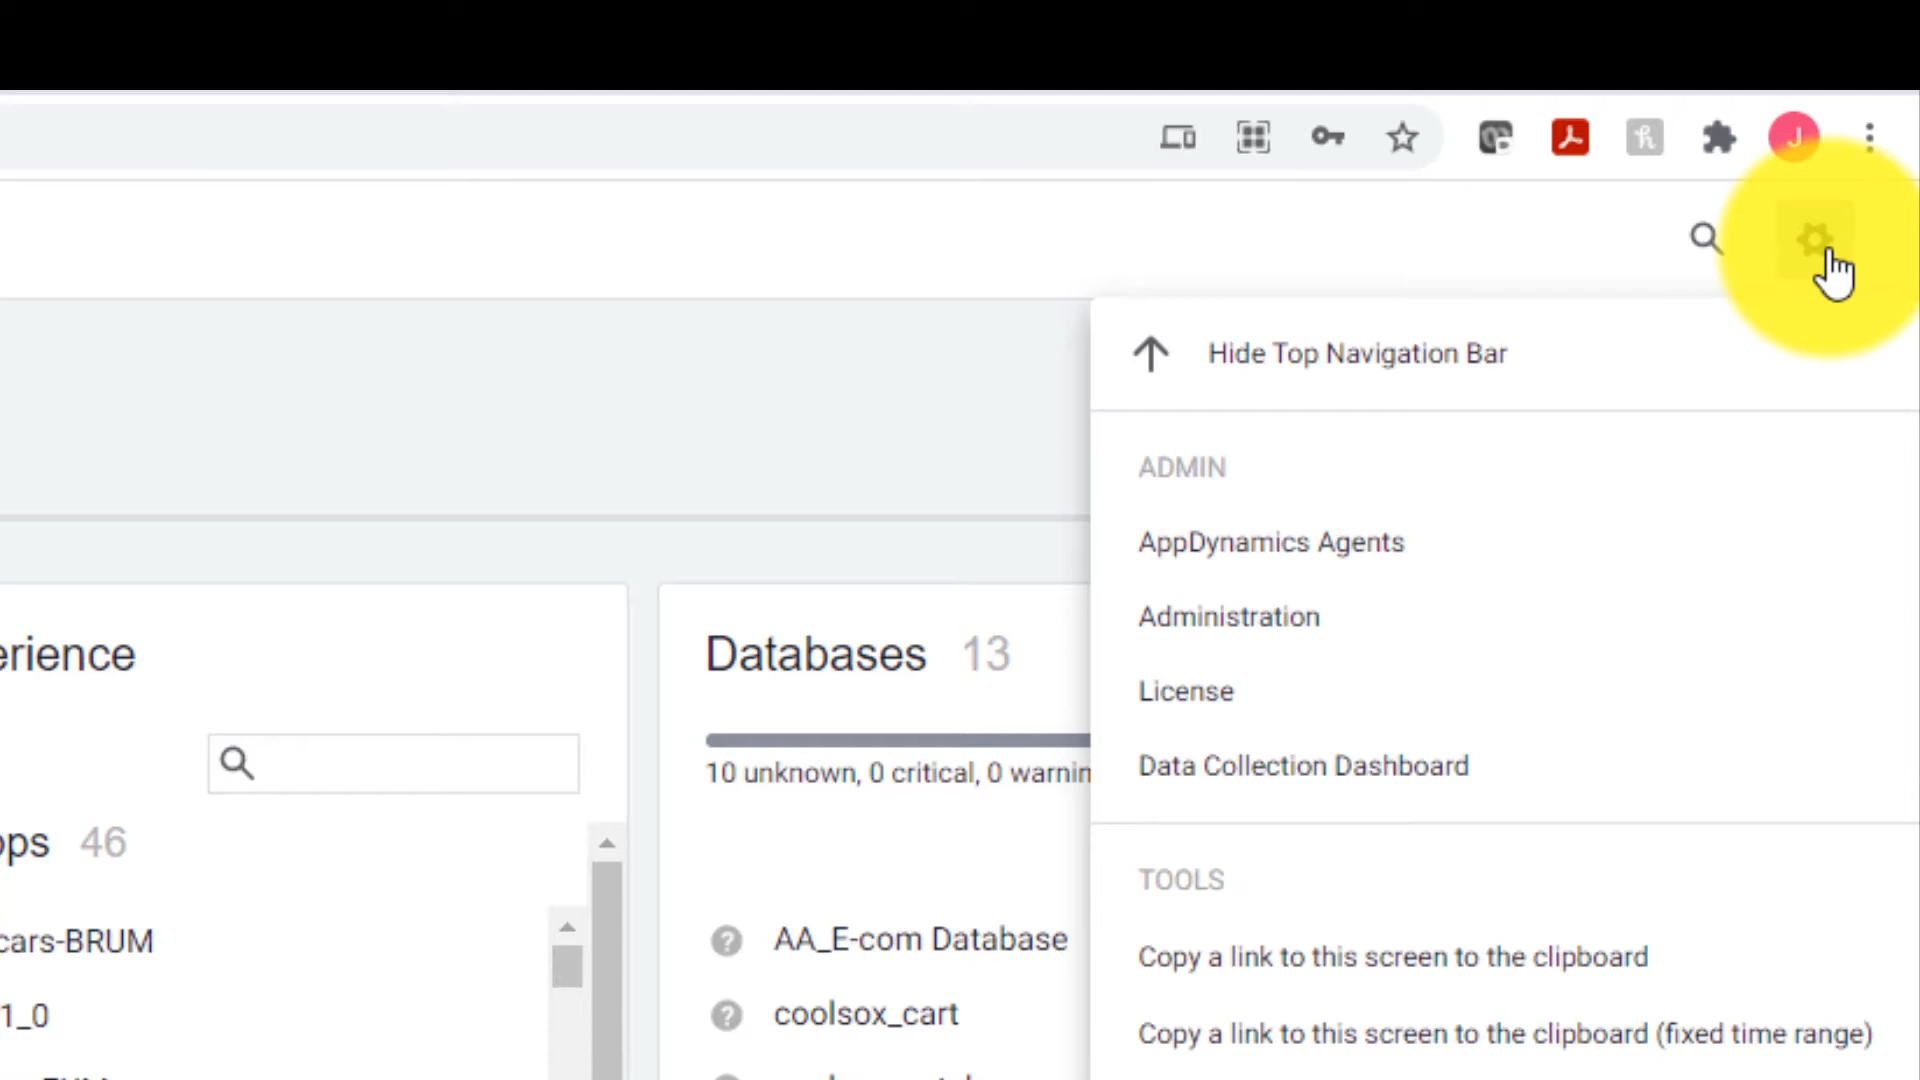 J
Hide Top Navigation Bar
ADMIN
AppDynamics Agents
Administration
License
Data Collection Dashboard
TOOLS
Copy a link to this screen to the clipboard
Copy a link to this screen to the clipboard (fixed time range)
erience
ops 46
cars-BRUM
1_0
Databases 13
10 unknown, 0 critical, 0 warnin
AA_E-com Database
coolsox_cart